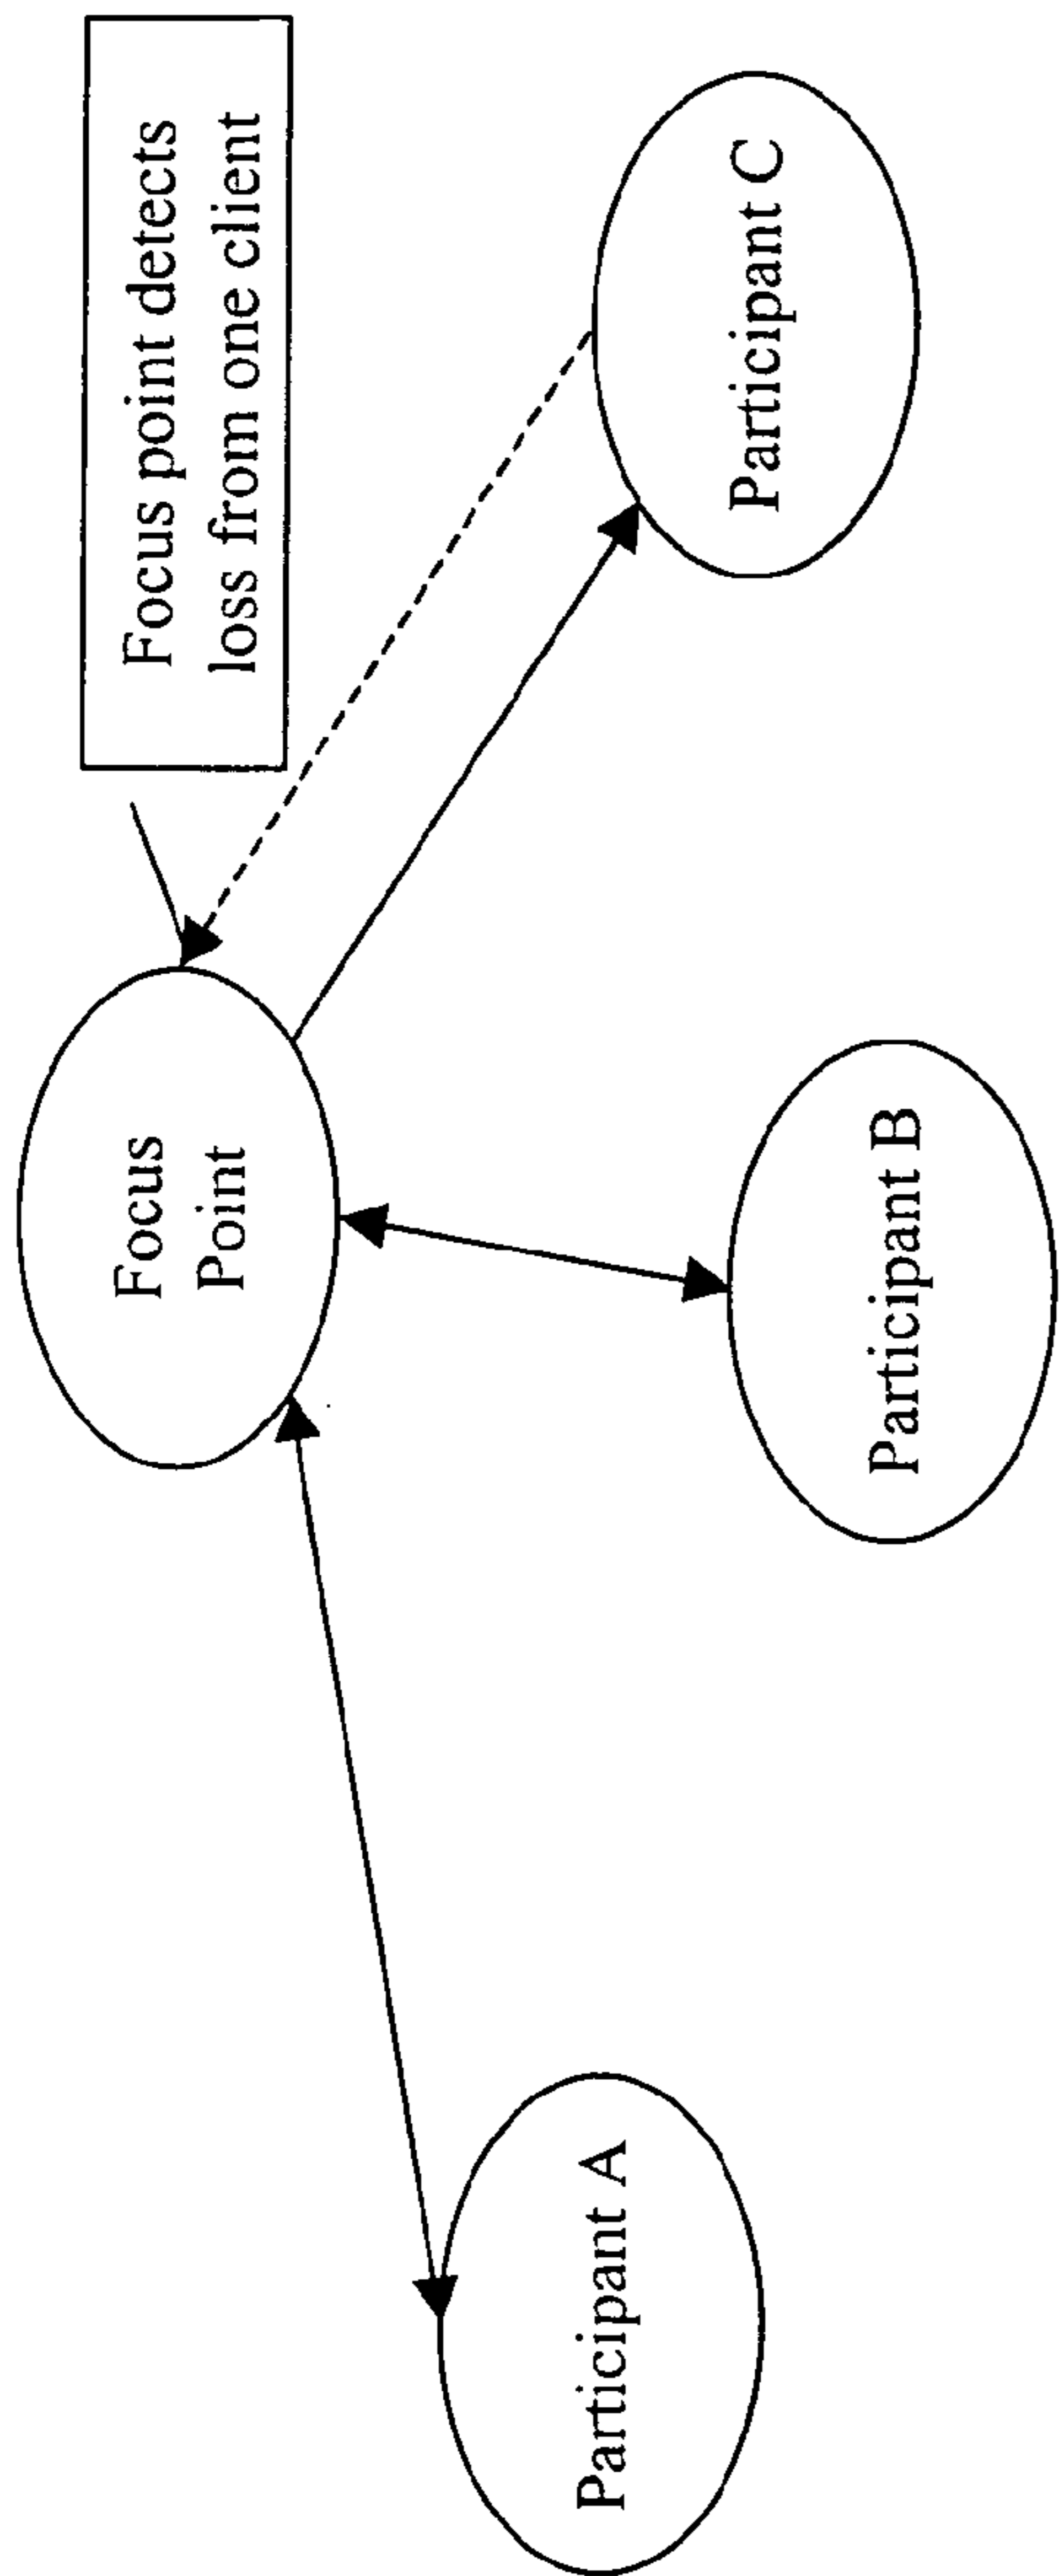 Focus point detects
loss from one client
Focus
Point
Participant A
Participant B
Participant C